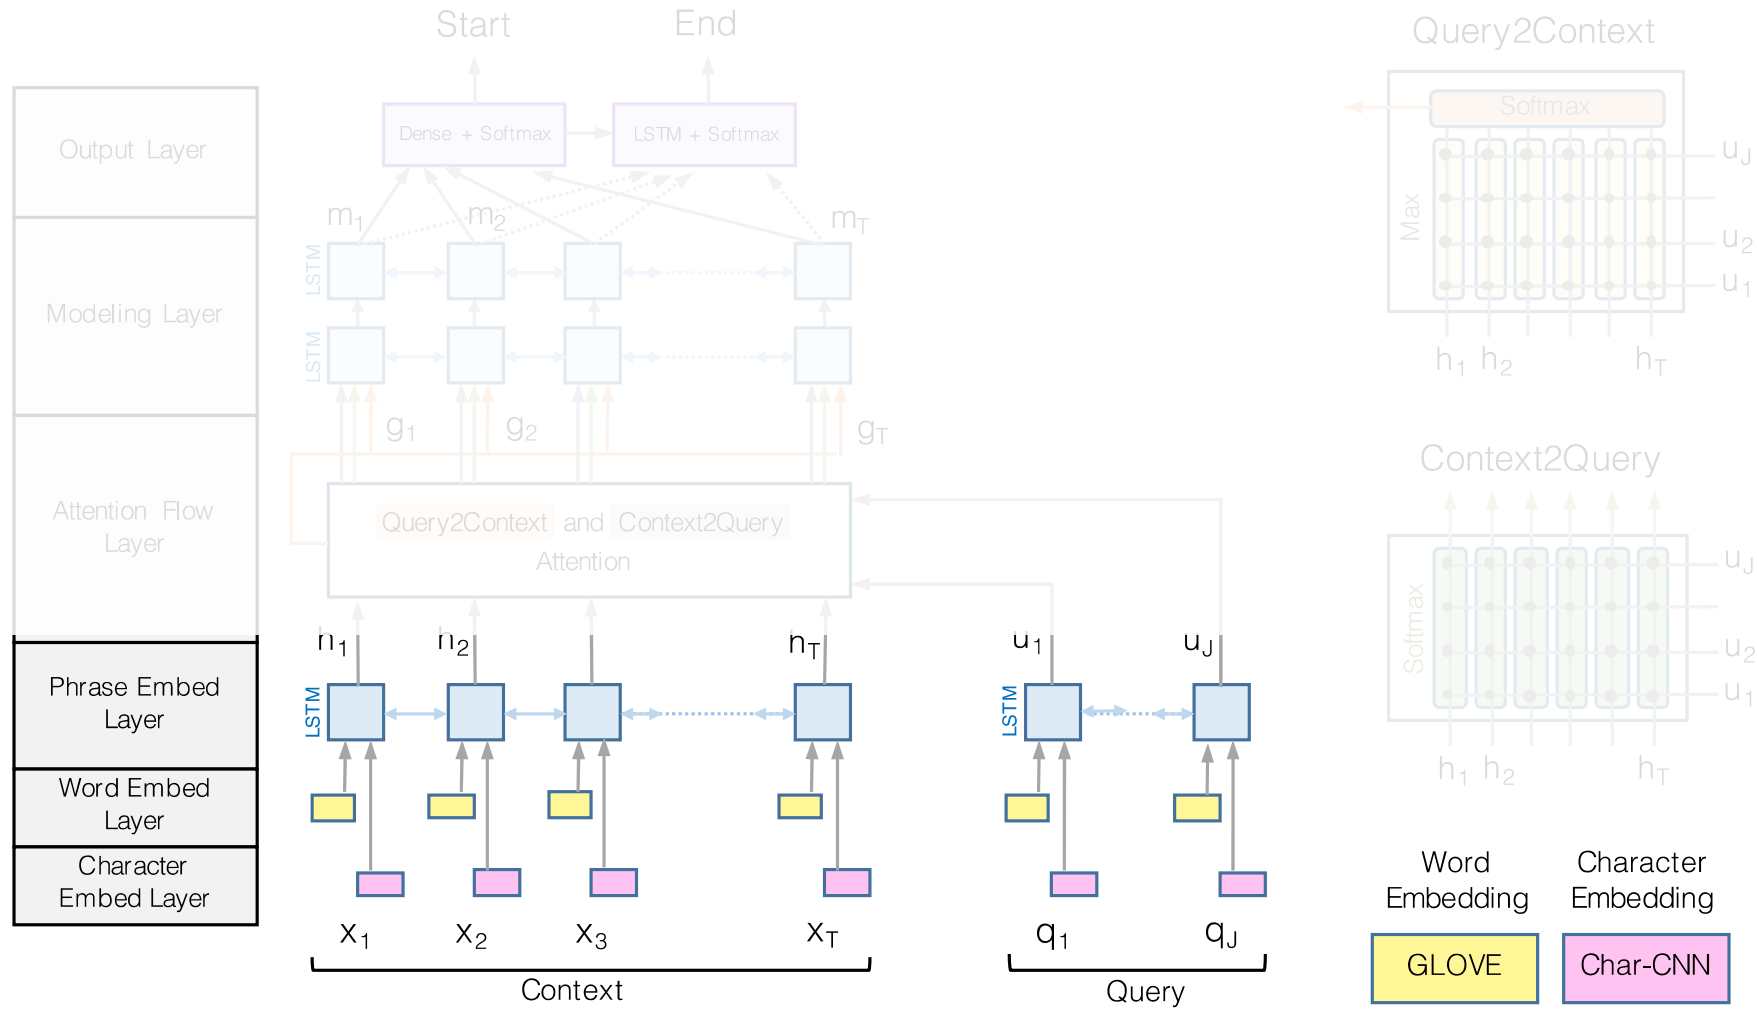 Start
End
Query2Context
Output Layer
Dense + Softmax
LSTM + Softmax
Softmax
Max
uJ
u2
u1
h1 h2 hT
m1
m2
mT
LSTM
Modeling Layer
LSTM
g1
g2
gT
Attention Flow
Layer
Query2Context and Context2Query
Attention
Context2Query
Softmax
uJ
u2
u1
h1 h2 hT
h1
h2
hT
u1
uJ
Phrase Embed
Layer
LSTM
LSTM
Word Embed
Layer
Character
Embed Layer
x1
x2
x3
xT
q1
qJ
Context
Query
Word
Embedding
Character
Embedding
GLOVE
Char-CNN